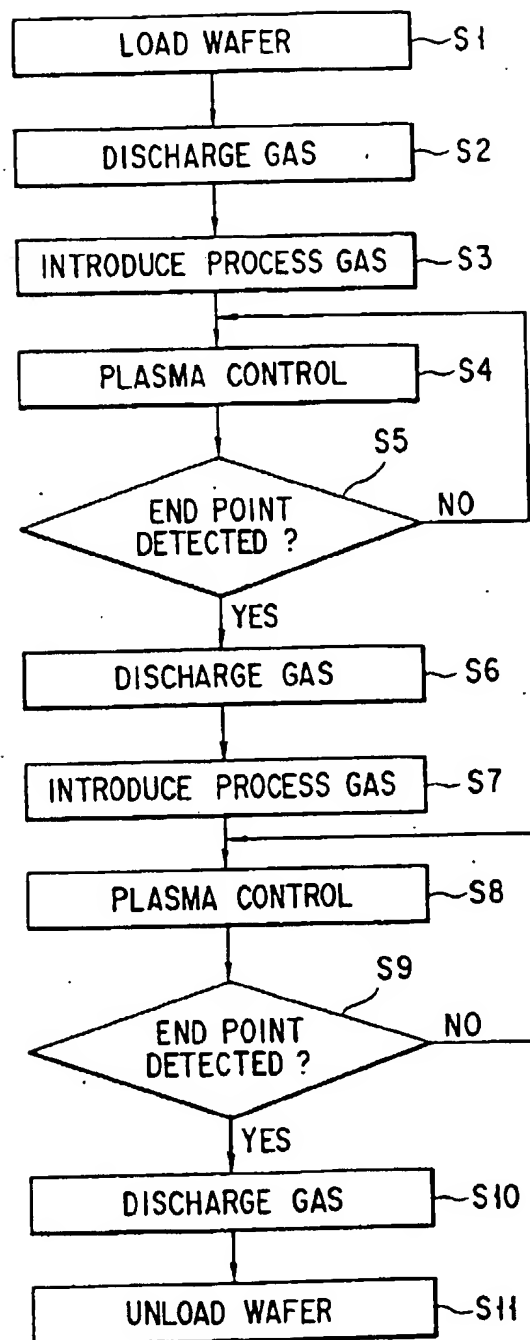 LOAD WAFER S1
DISCHARGE GAS S2
INTRODUCE PROCESS GAS S3
PLASMA CONTROL S4
S5
END POINT NO
DETECTED ?
YES
DISCHARGE GAS S6
INTRODUCE PROCESS GAS S7
PLASMA CONTROL S8
S9
END POINT NO
DETECTED ?
YES
DISCHARGE GAS S10
UNLOAD WAFER S11